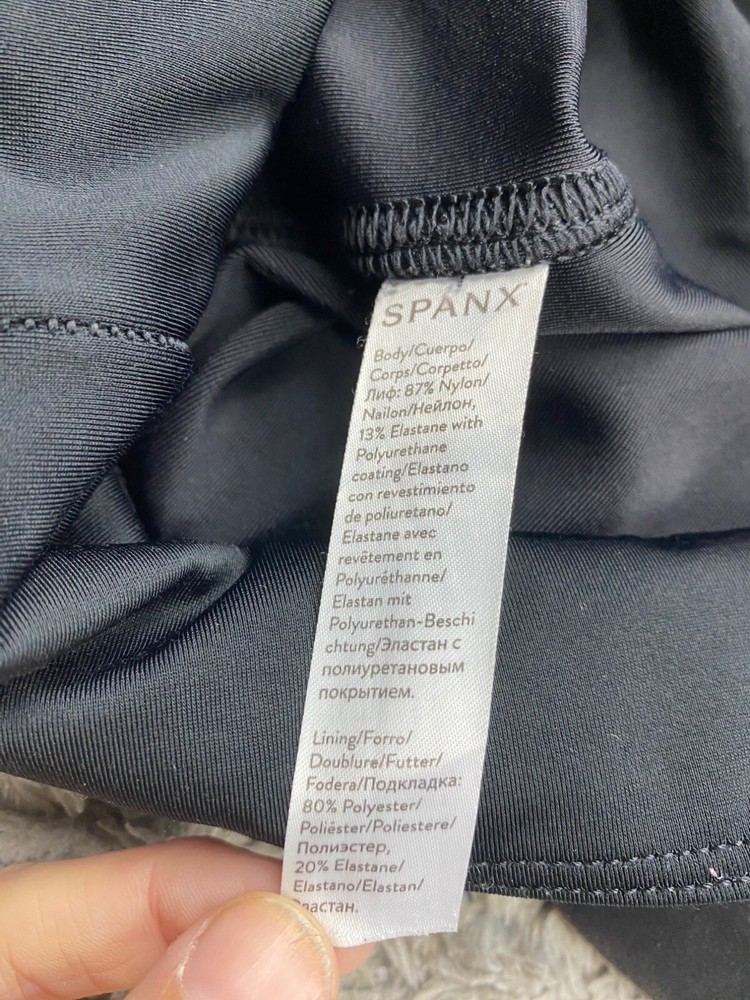 SPANX
Body/Cuerpo/
Corps/Corpetto/
Лиф: 87% Nylon/
Nailon/Нейлон,
13% Elastane with
Polyurethane
coating/Elastano
con revestimiento
de poliuretano/
Elastane avec
revêtement en
Polyuréthanne/
Elastan mit
Polyurethan-Beschi
chtung/Эластан с
полиуретановым
покрытием.
Lining/Forro/
Doublure/Futter/
Fodera/Подкладка:
80% Polyester/
Poliéster/Poliestere/
Полиэстер,
20% Elastane/
Elastano/Elastan/